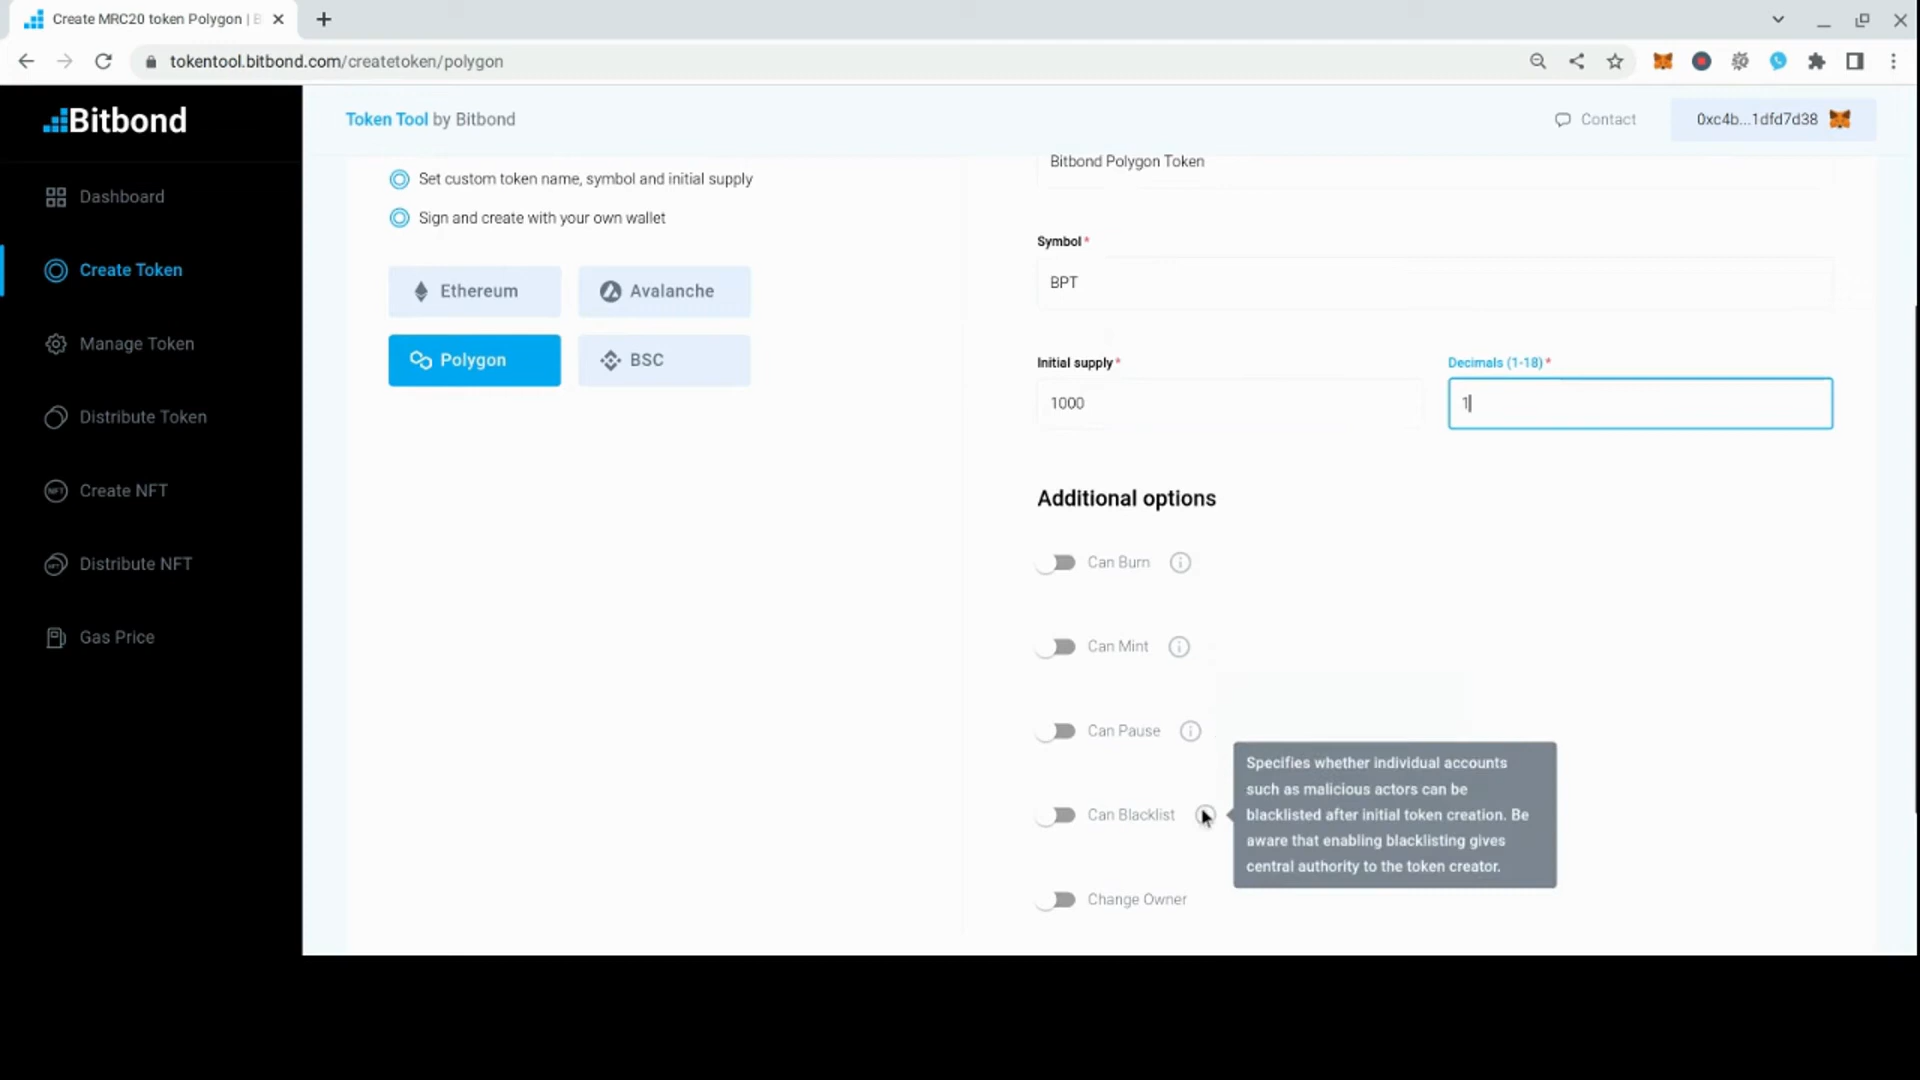 Create MRC20 token Polygon | B
tokentool.bitbond.com/createtoken/polygon
Bitbond
Token Tool by Bitbond
Contact
0xc4b...1dfd7d38
Dashboard
Create Token
Manage Token
Distribute Token
Create NFT
NFT
Distribute NFT
Gas Price
Set custom token name, symbol and initial supply
Sign and create with your own wallet
Ethereum
Avalanche
Polygon
BSC
Bitbond Polygon Token
Symbol *
BPT
Initial supply *
Decimals (1-18) *
1000
1
Additional options
Can Burn
Can Mint
Can Pause
Can Blacklist
Specifies whether individual accounts
such as malicious actors can be
blacklisted after initial token creation. Be
aware that enabling blacklisting gives
central authority to the token creator.
Change Owner